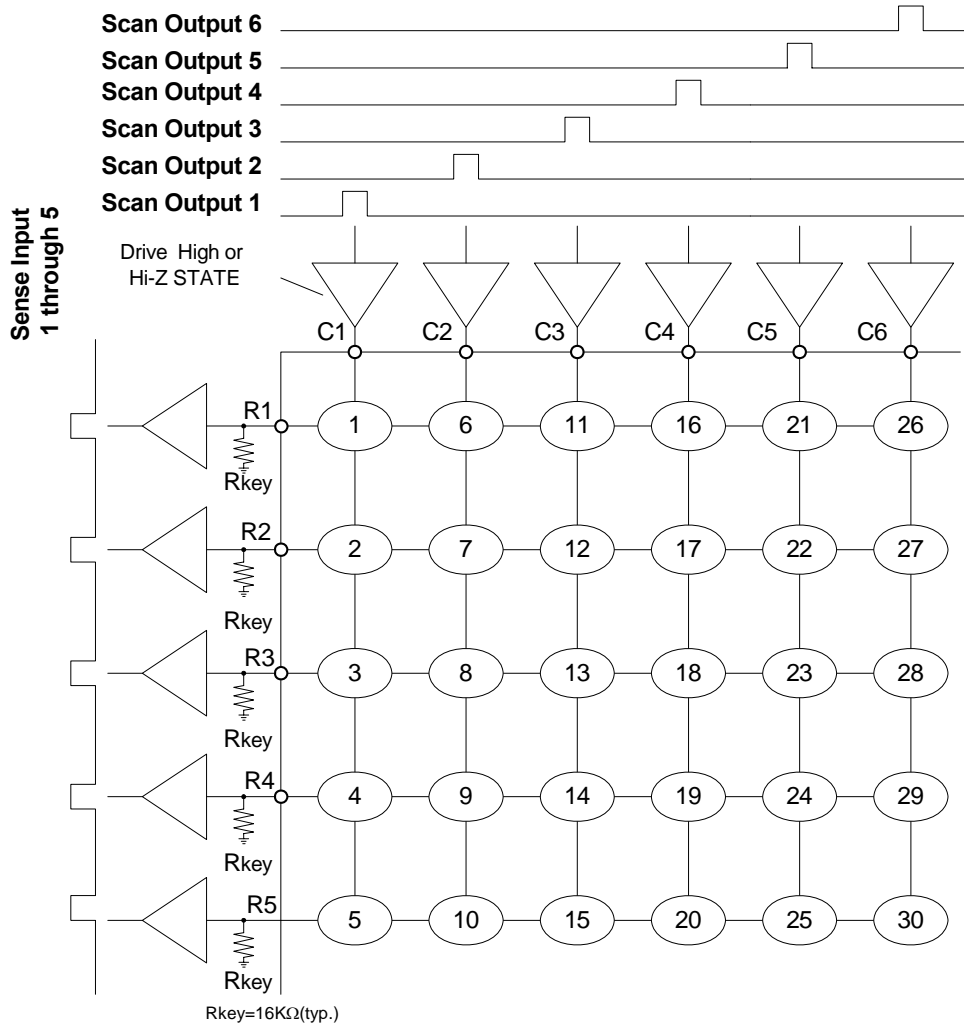 Scan Output 6
Scan Output 5
Scan Output 4
Scan Output 3
Scan Output 2
Scan Output 1
Sense Input
1 through 5
Drive High or
Hi-Z STATE
C1 C2 C3 C4 C5 C6
R1 1 6 11 16 21 26
Rkey
R2 2 7 12 17 22 27
Rkey
R3 3 8 13 18 23 28
Rkey
R4 4 9 14 19 24 29
Rkey
R5 5 10 15 20 25 30
Rkey
Rkey=16KΩ(typ.)